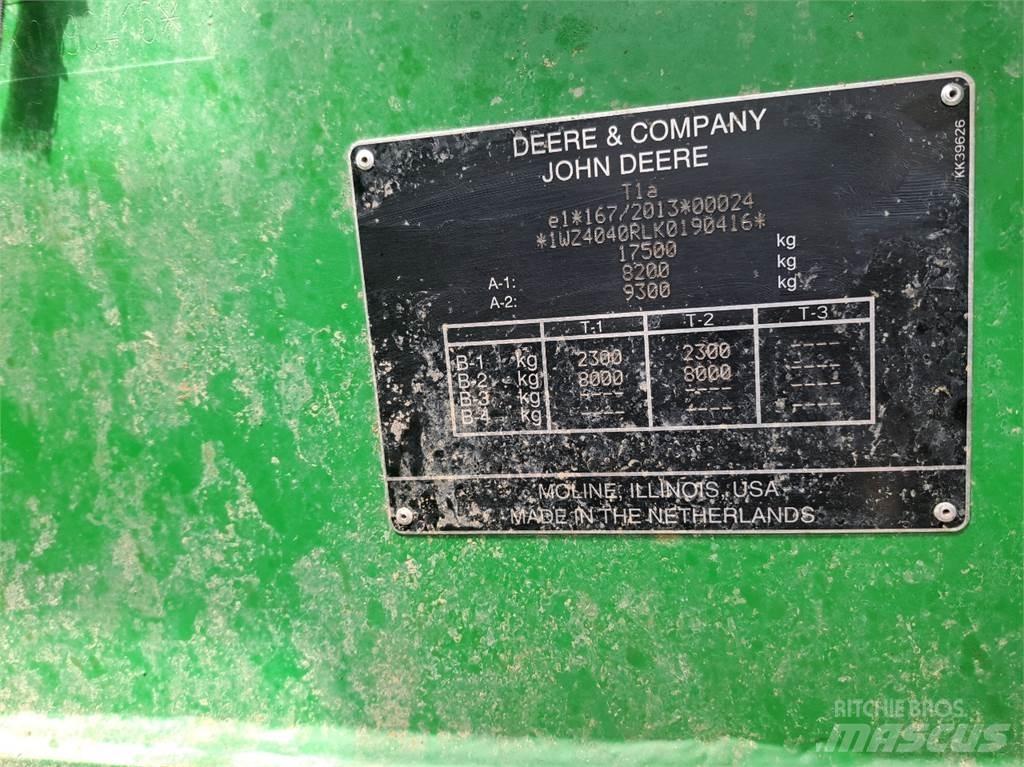 DEERE & COMPANY
JOHN DEERE
KK39626
T1a
e1*167/2013*00024
*1WZ4040RLK0190416*
17500 kg
A-1: 8200 kg
A-2: 9300 kg
T-1 T-2 T-3
B-1 kg 2300 2300 ----
B-2 kg 8000 8000 ----
B-3 kg ---- ---- ----
B-4 kg ---- ---- ----
MOLINE, ILLINOIS, USA
MADE IN THE NETHERLANDS
RITCHIE BROS.
MASCUS